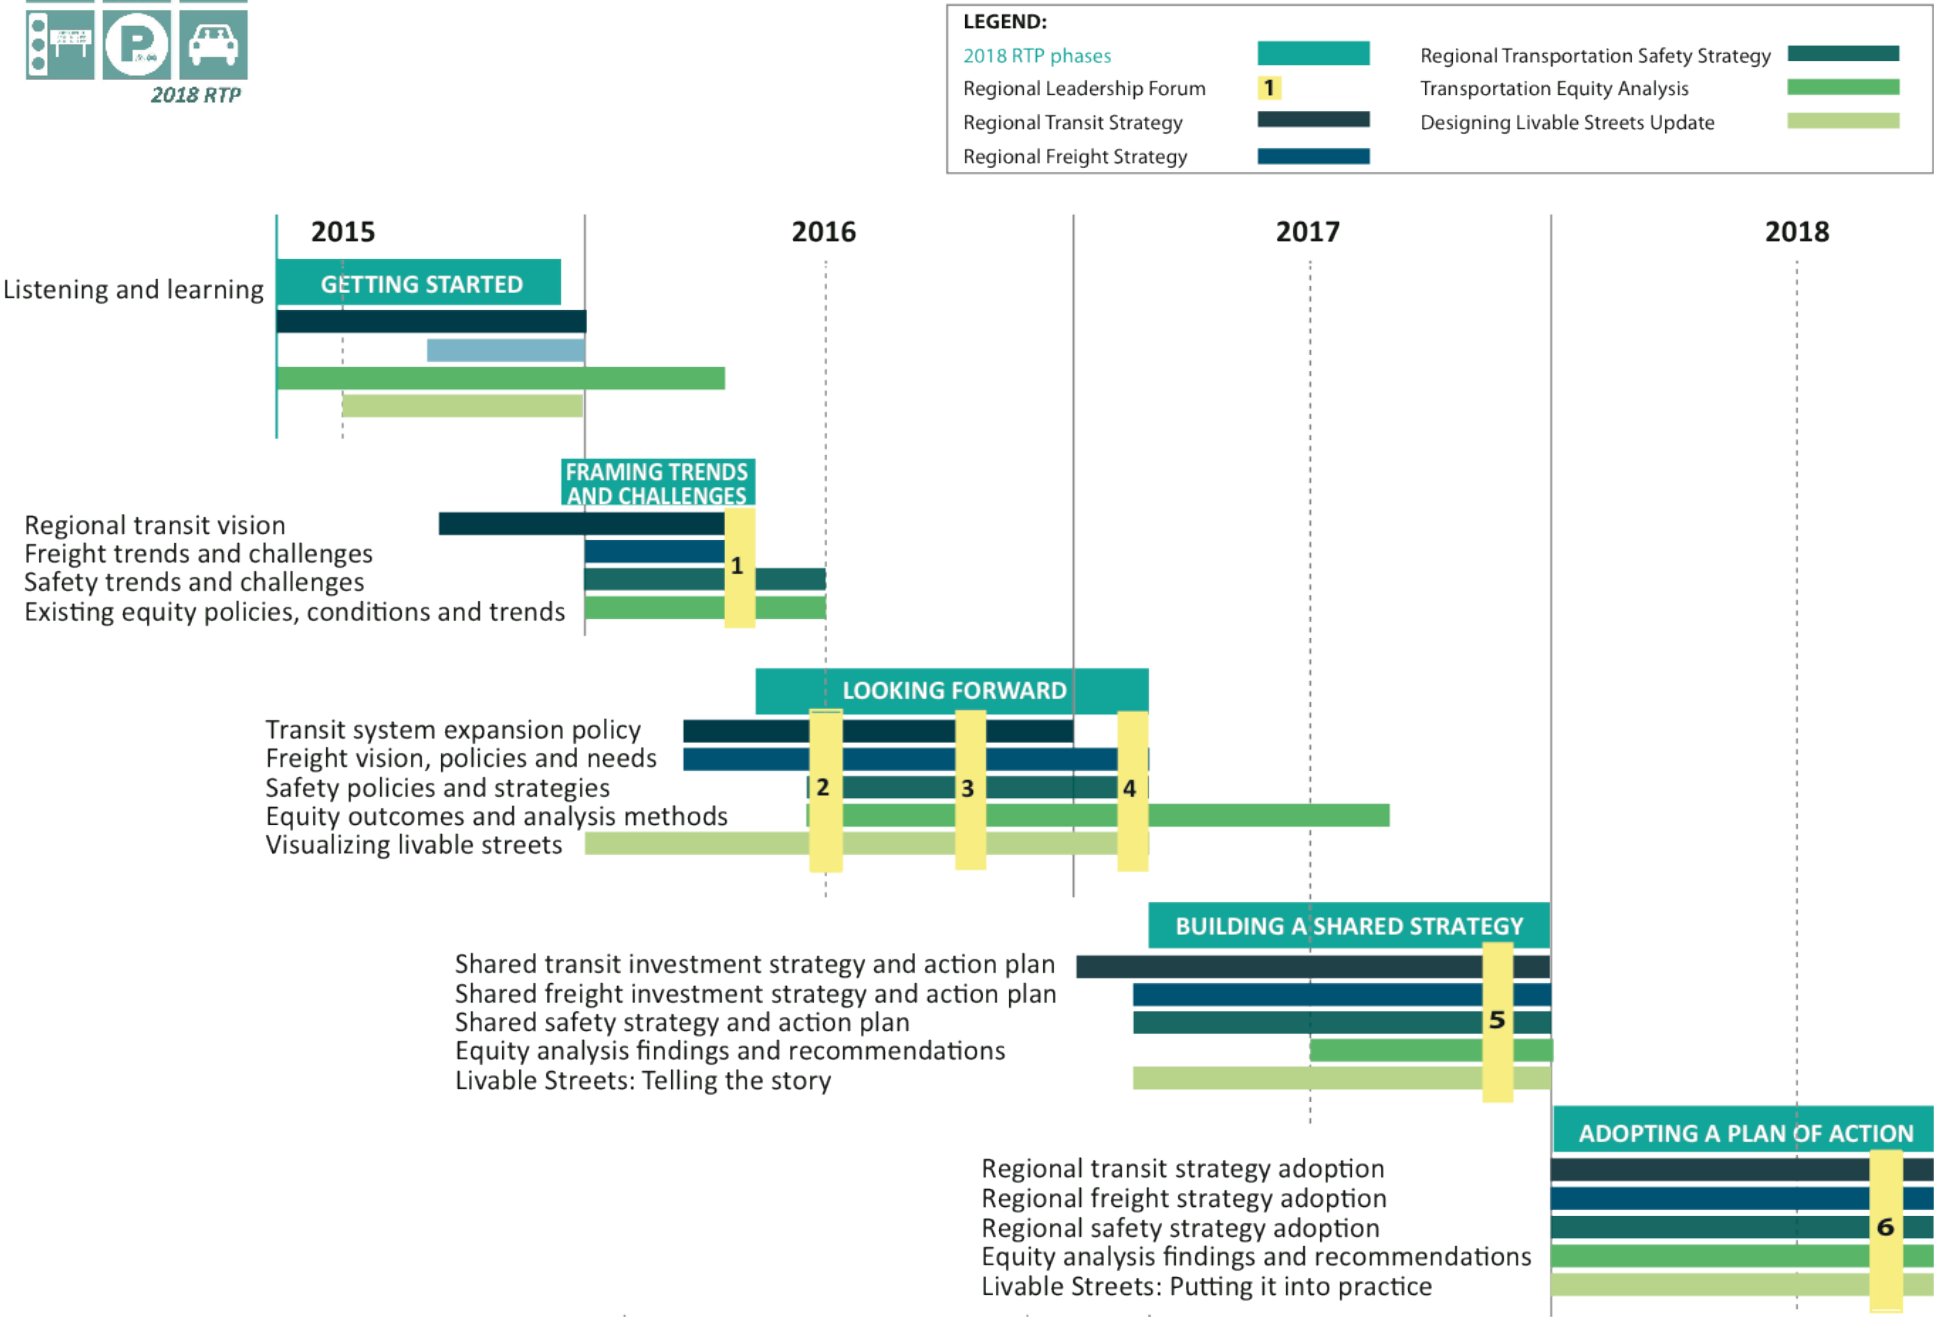 2018 RTP
LEGEND:
2018 RTP phases
Regional Leadership Forum 1
Regional Transit Strategy
Regional Freight Strategy
Regional Transportation Safety Strategy
Transportation Equity Analysis
Designing Livable Streets Update
2015 2016 2017 2018
Listening and learning
GETTING STARTED
FRAMING TRENDS
AND CHALLENGES
Regional transit vision
Freight trends and challenges
Safety trends and challenges
Existing equity policies, conditions and trends
1
LOOKING FORWARD
Transit system expansion policy
Freight vision, policies and needs
Safety policies and strategies
Equity outcomes and analysis methods
Visualizing livable streets
2 3 4
BUILDING A SHARED STRATEGY
Shared transit investment strategy and action plan
Shared freight investment strategy and action plan
Shared safety strategy and action plan
Equity analysis findings and recommendations
Livable Streets: Telling the story
5
ADOPTING A PLAN OF ACTION
Regional transit strategy adoption
Regional freight strategy adoption
Regional safety strategy adoption
Equity analysis findings and recommendations
Livable Streets: Putting it into practice
6